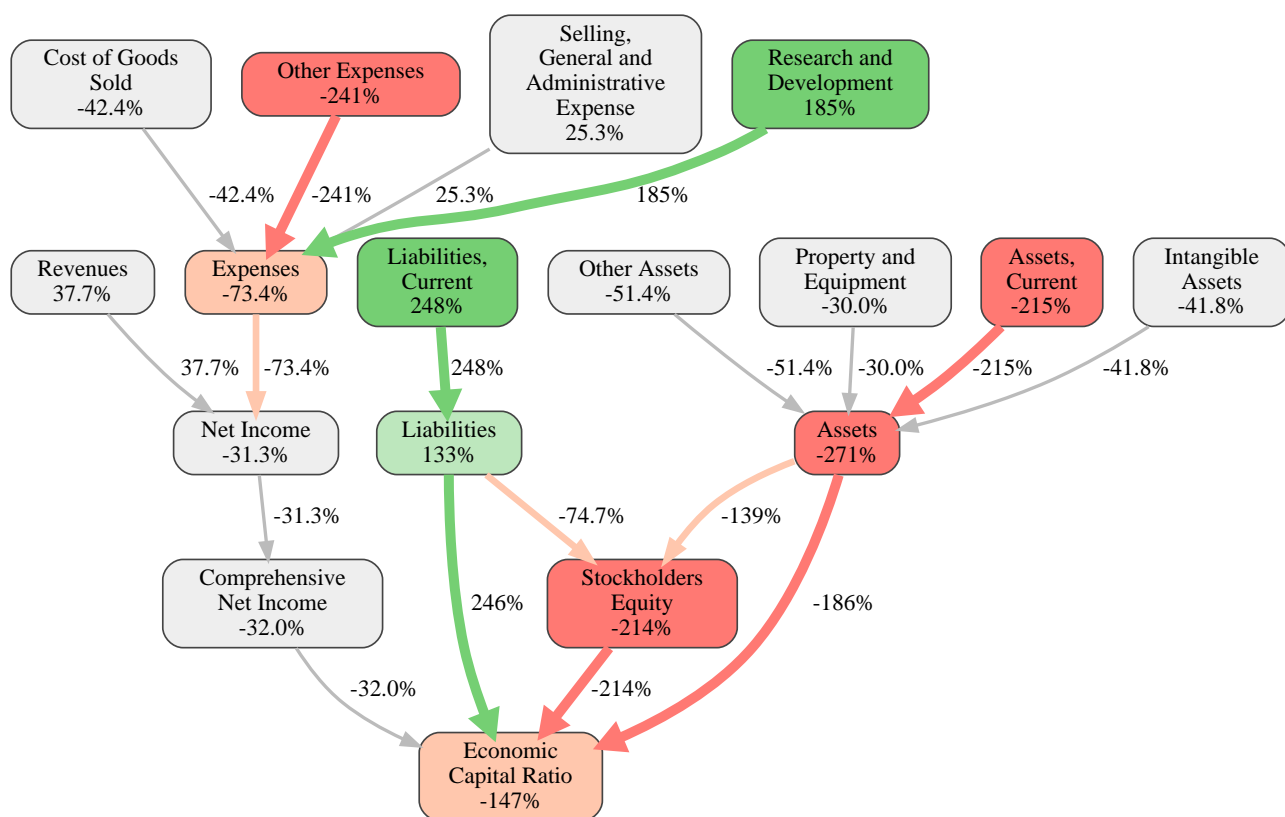 Cost of Goods
Sold
-42.4%
Other Expenses
-241%
Selling,
General and
Administrative
Expense
25.3%
Research and
Development
185%
-42.4%
-241%
25.3%
185%
Revenues
37.7%
Expenses
-73.4%
Liabilities,
Current
248%
Other Assets
-51.4%
Property and
Equipment
-30.0%
Assets,
Current
-215%
Intangible
Assets
-41.8%
37.7%
-73.4%
248%
-51.4%
-30.0%
-215%
-41.8%
Net Income
-31.3%
Liabilities
133%
Assets
-271%
-31.3%
-74.7%
-139%
Comprehensive
Net Income
-32.0%
246%
Stockholders
Equity
-214%
-186%
-32.0%
-214%
Economic
Capital Ratio
-147%